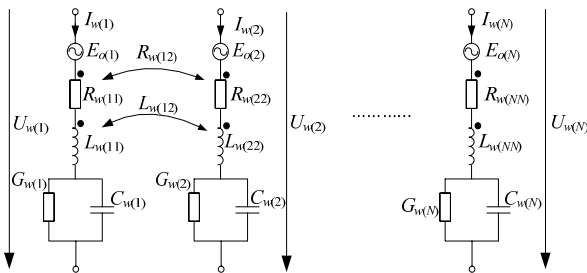 I_w(1)
E_o(1)
R_w(11)
U_w(1)
L_w(11)
G_w(1)
C_w(1)
R_w(12)
L_w(12)
I_w(2)
E_o(2)
R_w(22)
L_w(22)
G_w(2)
C_w(2)
U_w(2)
............
I_w(N)
E_o(N)
R_w(NN)
L_w(NN)
G_w(N)
C_w(N)
U_w(N)